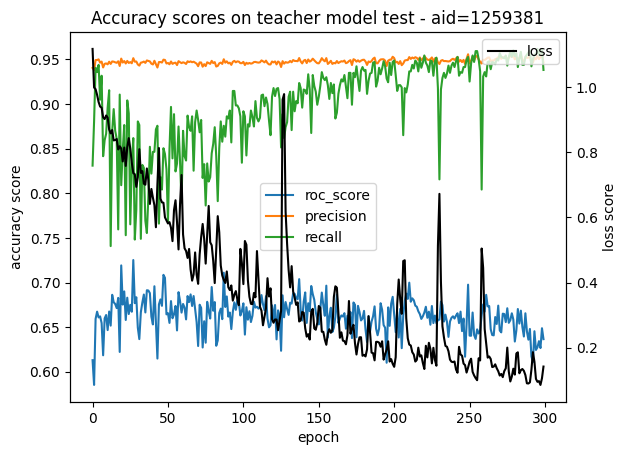 Accuracy scores on teacher model test - aid=1259381
loss
roc_score
precision
recall
accuracy score
0.95
0.90
0.85
0.80
0.75
0.70
0.65
0.60
loss score
1.0
0.8
0.6
0.4
0.2
0
50
100
150
200
250
300
epoch